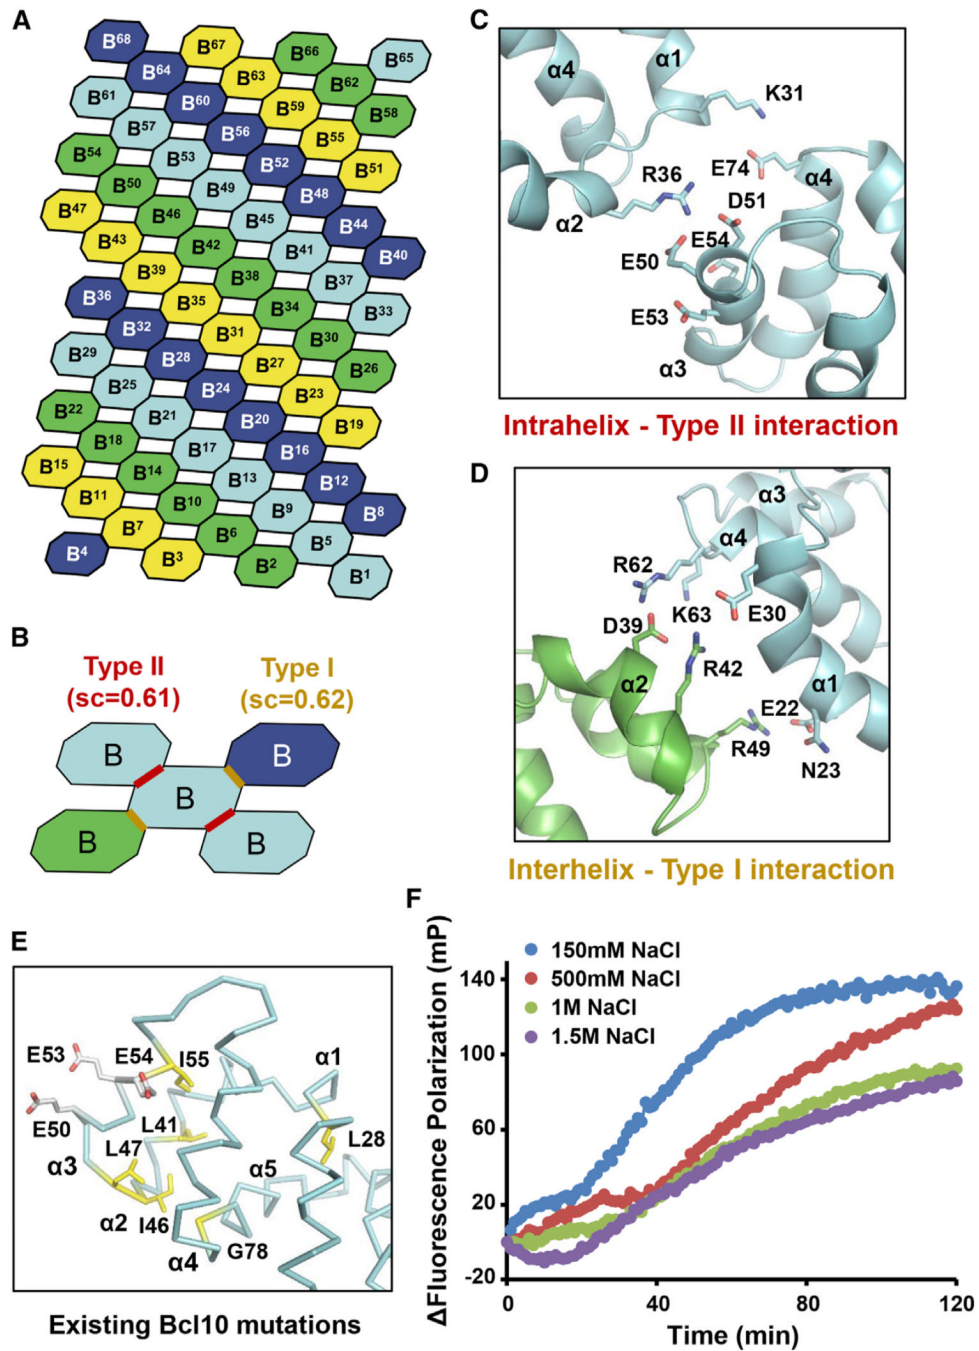 A
B68 B67 B66 B65
B64 B63 B62
B61 B60 B59 B58
B57 B56 B55
B54 B53 B52 B51
B50 B49 B48
B47 B46 B45 B44
B43 B42 B41 B40
B39 B38 B37
B36 B35 B34 B33
B32 B31 B30
B29 B28 B27 B26
B25 B24 B23
B22 B21 B20 B19
B18 B17 B16
B15 B14 B13 B12
B11 B10 B9 B8
B7 B6 B5
B4 B3 B2 B1
B
Type II
(sc=0.61)
Type I
(sc=0.62)
B B
B
B B
C
α4
α1
K31
E74
α4
R36
D51
α2
E54
E50
E53
α3
Intrahelix - Type II interaction
D
α3
α4
R62
K63
E30
D39
R42
α2
α1
E22
R49
N23
Interhelix - Type I interaction
E
E53
E54
I55
α1
E50
L41
L28
L47
α3
α5
α2
I46
α4
G78
Existing Bcl10 mutations
F
ΔFluorescence Polarization (mP)
150mM NaCl
500mM NaCl
1M NaCl
1.5M NaCl
140
100
60
20
-20
0 40 80 120
Time (min)